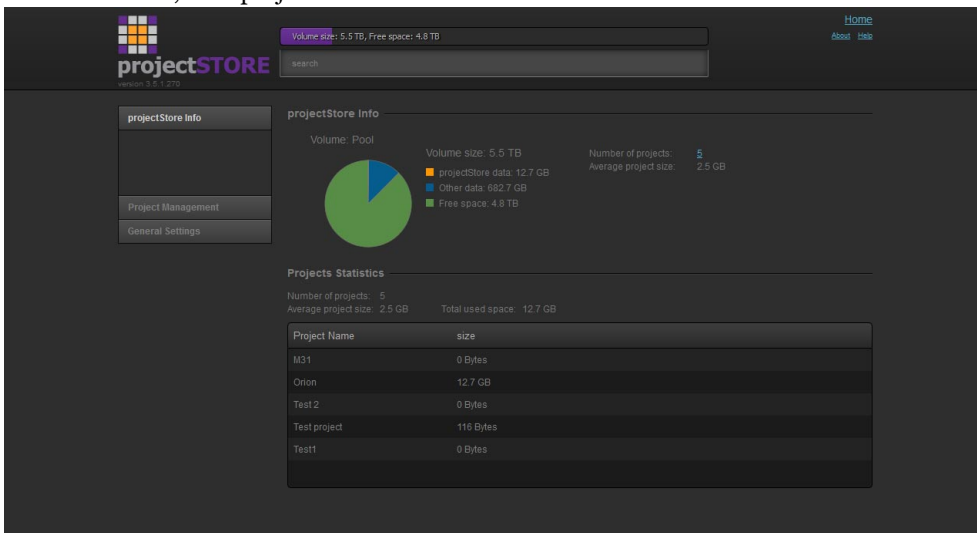 Home
About Help
Volume size: 5.5 TB, Free space: 4.8 TB
search
projectSTORE
version 3.5.1.270
projectStore Info
Project Management
General Settings
projectStore Info
Volume: Pool
Volume size: 5.5 TB
projectStore data: 12.7 GB
Other data: 682.7 GB
Free space: 4.8 TB
Number of projects: 5
Average project size: 2.5 GB
Projects Statistics
Number of projects: 5
Average project size: 2.5 GB Total used space: 12.7 GB
Project Name size
M31 0 Bytes
Orion 12.7 GB
Test 2 0 Bytes
Test project 116 Bytes
Test1 0 Bytes